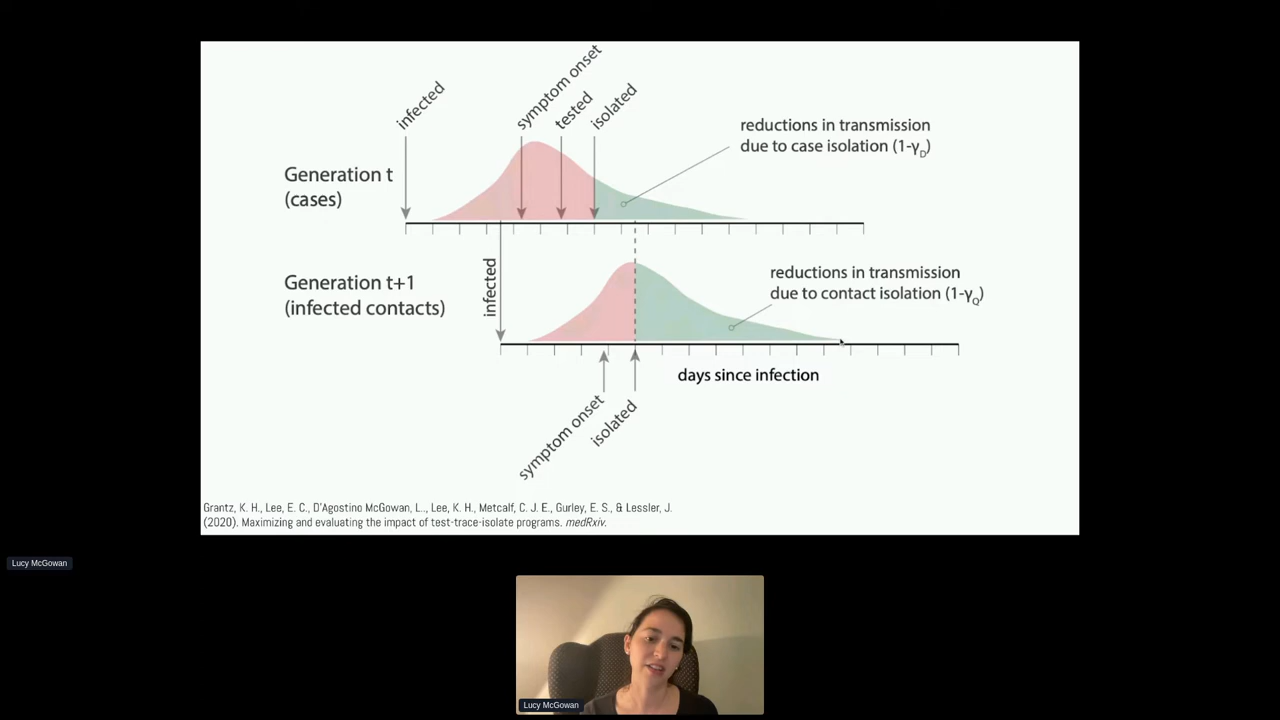 infected
symptom onset
tested
isolated
reductions in transmission
due to case isolation (1-γD)
Generation t
(cases)
Generation t+1
(infected contacts)
infected
reductions in transmission
due to contact isolation (1-γQ)
days since infection
symptom onset
isolated
Grantz, K. H., Lee, E. C., D'Agostino McGowan, L.., Lee, K. H., Metcalf, C. J. E., Gurley, E. S., & Lessler, J.
(2020). Maximizing and evaluating the impact of test-trace-isolate programs. medRxiv.
Lucy McGowan
Lucy McGowan